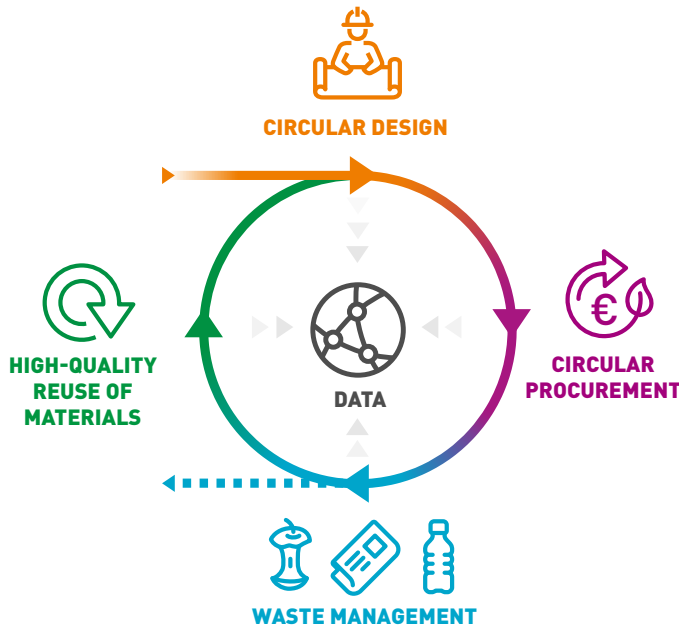 CIRCULAR DESIGN
€
HIGH-QUALITY
REUSE OF
MATERIALS
CIRCULAR
PROCUREMENT
DATA
WASTE MANAGEMENT